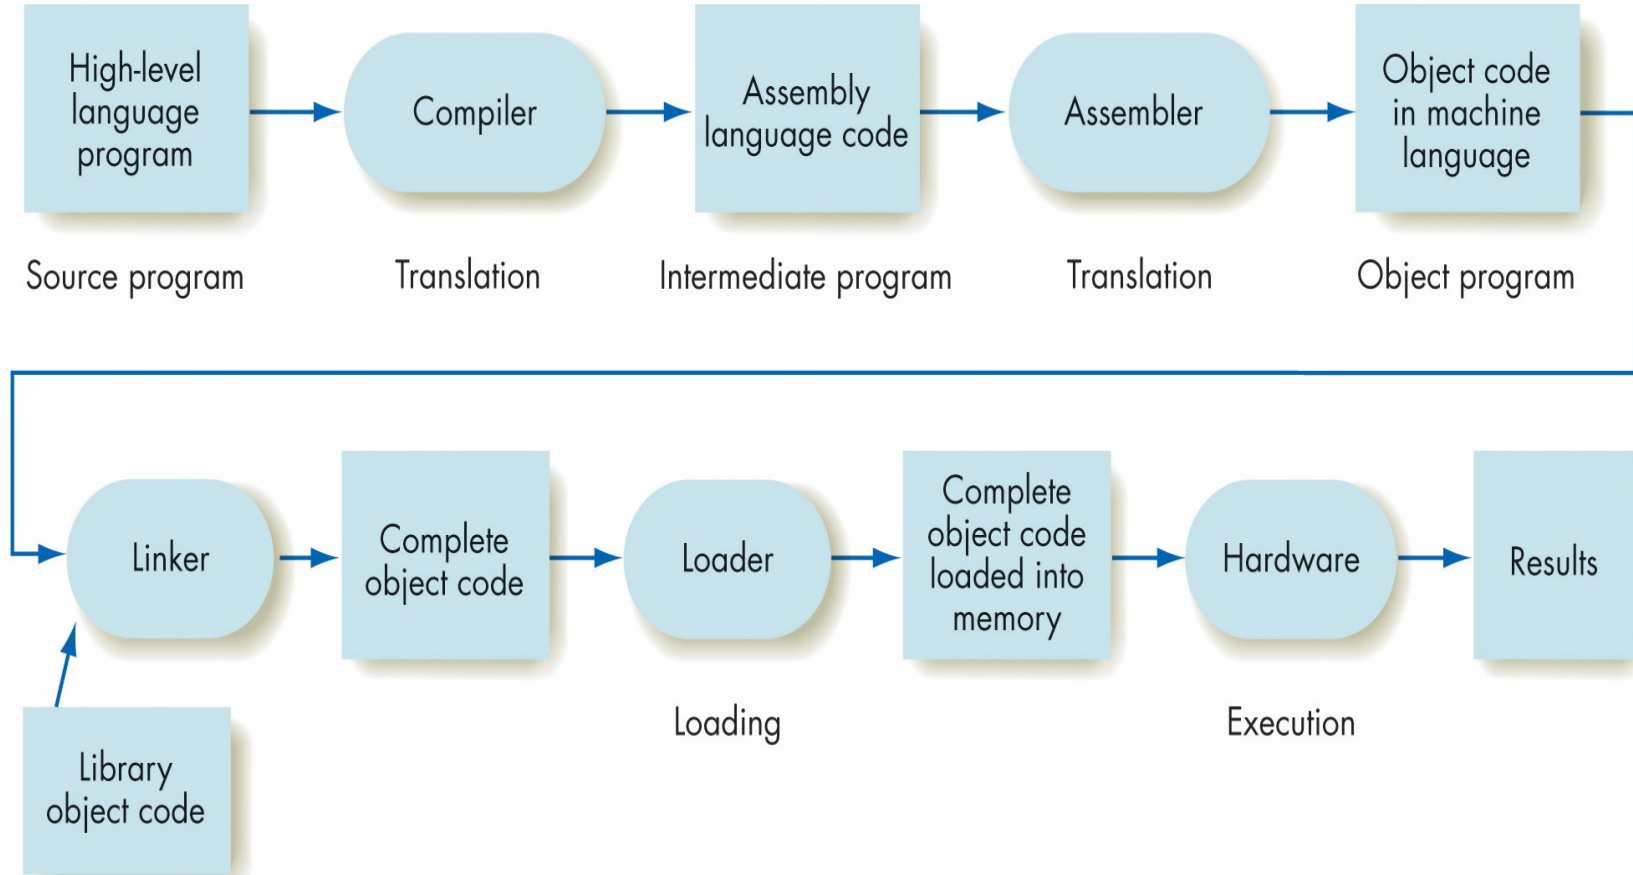 High-level
language
program
Compiler
Assembly
language code
Assembler
Object code
in machine
language
Source program
Translation
Intermediate program
Translation
Object program
Linker
Complete
object code
Loader
Complete
object code
loaded into
memory
Hardware
Results
Loading
Execution
Library
object code